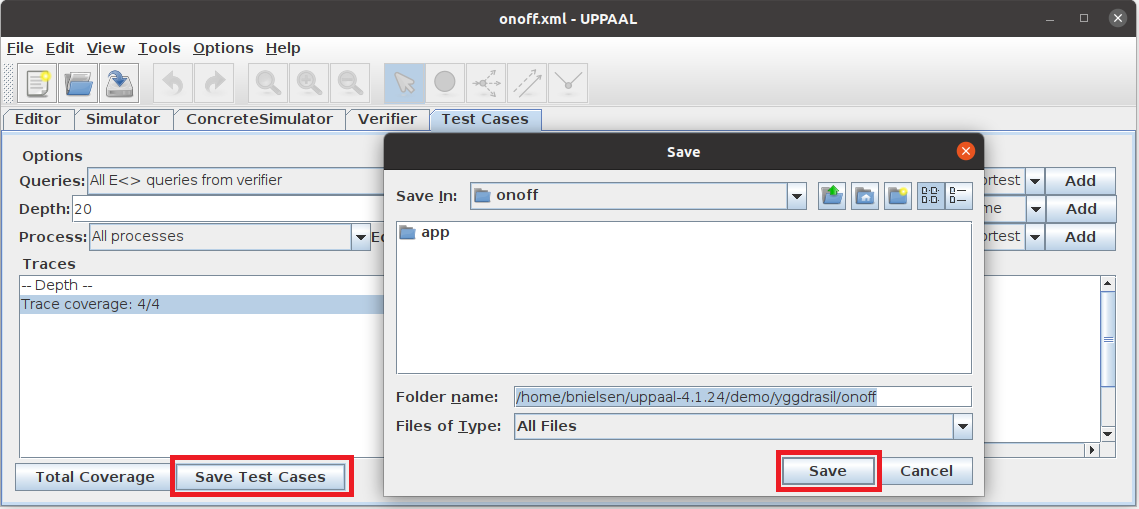 onoff.xml - UPPAAL
File Edit View Tools Options Help
Editor Simulator ConcreteSimulator Verifier Test Cases
Options
Queries: All E<> queries from verifier
Depth: 20
Process: All processes
Traces
-- Depth --
Trace coverage: 4/4
Total Coverage Save Test Cases
Save
Save In: onoff
app
Folder name: /home/bnielsen/uppaal-4.1.24/demo/yggdrasil/onoff
Files of Type: All Files
Save Cancel
Add
Add
Add